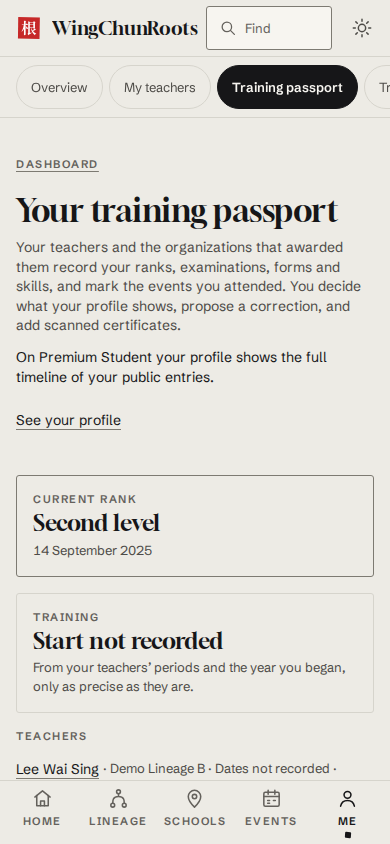 根 WingChunRoots Find
Overview My teachers Training passport Tr
DASHBOARD
Your training passport
Your teachers and the organizations that awarded
them record your ranks, examinations, forms and
skills, and mark the events you attended. You decide
what your profile shows, propose a correction, and
add scanned certificates.
On Premium Student your profile shows the full
timeline of your public entries.
See your profile
CURRENT RANK
Second level
14 September 2025
TRAINING
Start not recorded
From your teachers’ periods and the year you began,
only as precise as they are.
TEACHERS
Lee Wai Sing · Demo Lineage B · Dates not recorded ·
HOME LINEAGE SCHOOLS EVENTS ME